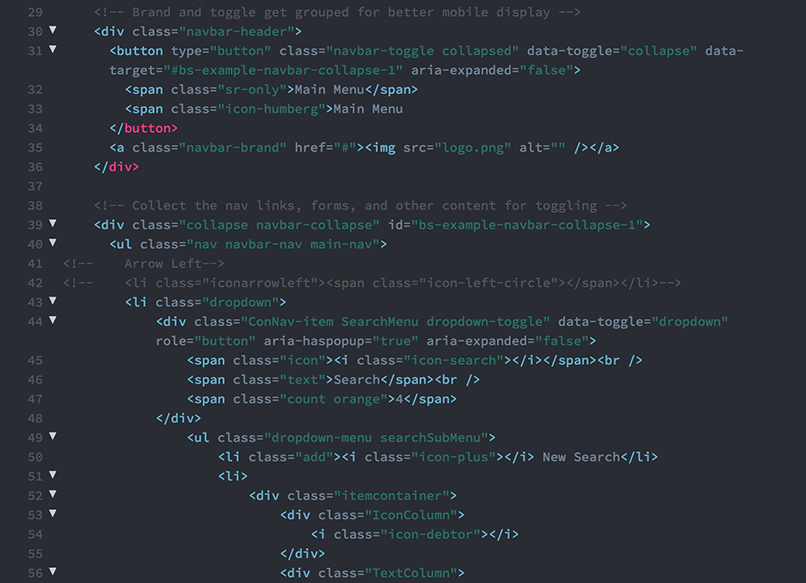 29 <!-- Brand and toggle get grouped for better mobile display -->
30 <div class="navbar-header">
31 <button type="button" class="navbar-toggle collapsed" data-toggle="collapse" data-
target="#bs-example-navbar-collapse-1" aria-expanded="false">
32 <span class="sr-only">Main Menu</span>
33 <span class="icon-humberg">Main Menu
34 </button>
35 <a class="navbar-brand" href="#"><img src="logo.png" alt="" /></a>
36 </div>
37
38 <!-- Collect the nav links, forms, and other content for toggling -->
39 <div class="collapse navbar-collapse" id="bs-example-navbar-collapse-1">
40 <ul class="nav navbar-nav main-nav">
41 <!-- Arrow Left-->
42 <!-- <li class="iconarrowleft"><span class="icon-left-circle"></span></li>-->
43 <li class="dropdown">
44 <div class="ConNav-item SearchMenu dropdown-toggle" data-toggle="dropdown"
role="button" aria-haspopup="true" aria-expanded="false">
45 <span class="icon"><i class="icon-search"></i></span><br />
46 <span class="text">Search</span><br />
47 <span class="count orange">4</span>
48 </div>
49 <ul class="dropdown-menu searchSubMenu">
50 <li class="add"><i class="icon-plus"></i> New Search</li>
51 <li>
52 <div class="itemcontainer">
53 <div class="IconColumn">
54 <i class="icon-debtor"></i>
55 </div>
56 <div class="TextColumn">